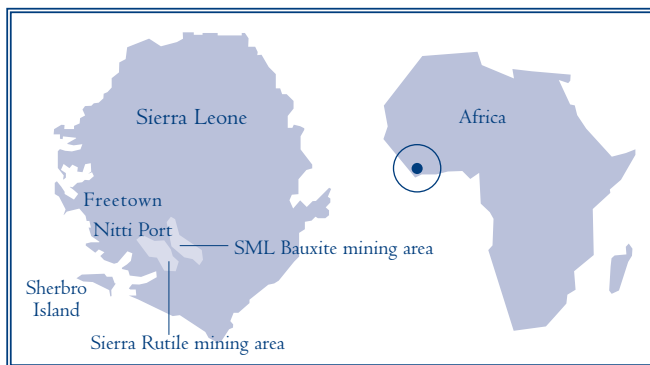 Sierra Leone
Africa
Freetown
Nitti Port
SML Bauxite mining area
Sherbro
Island
Sierra Rutile mining area